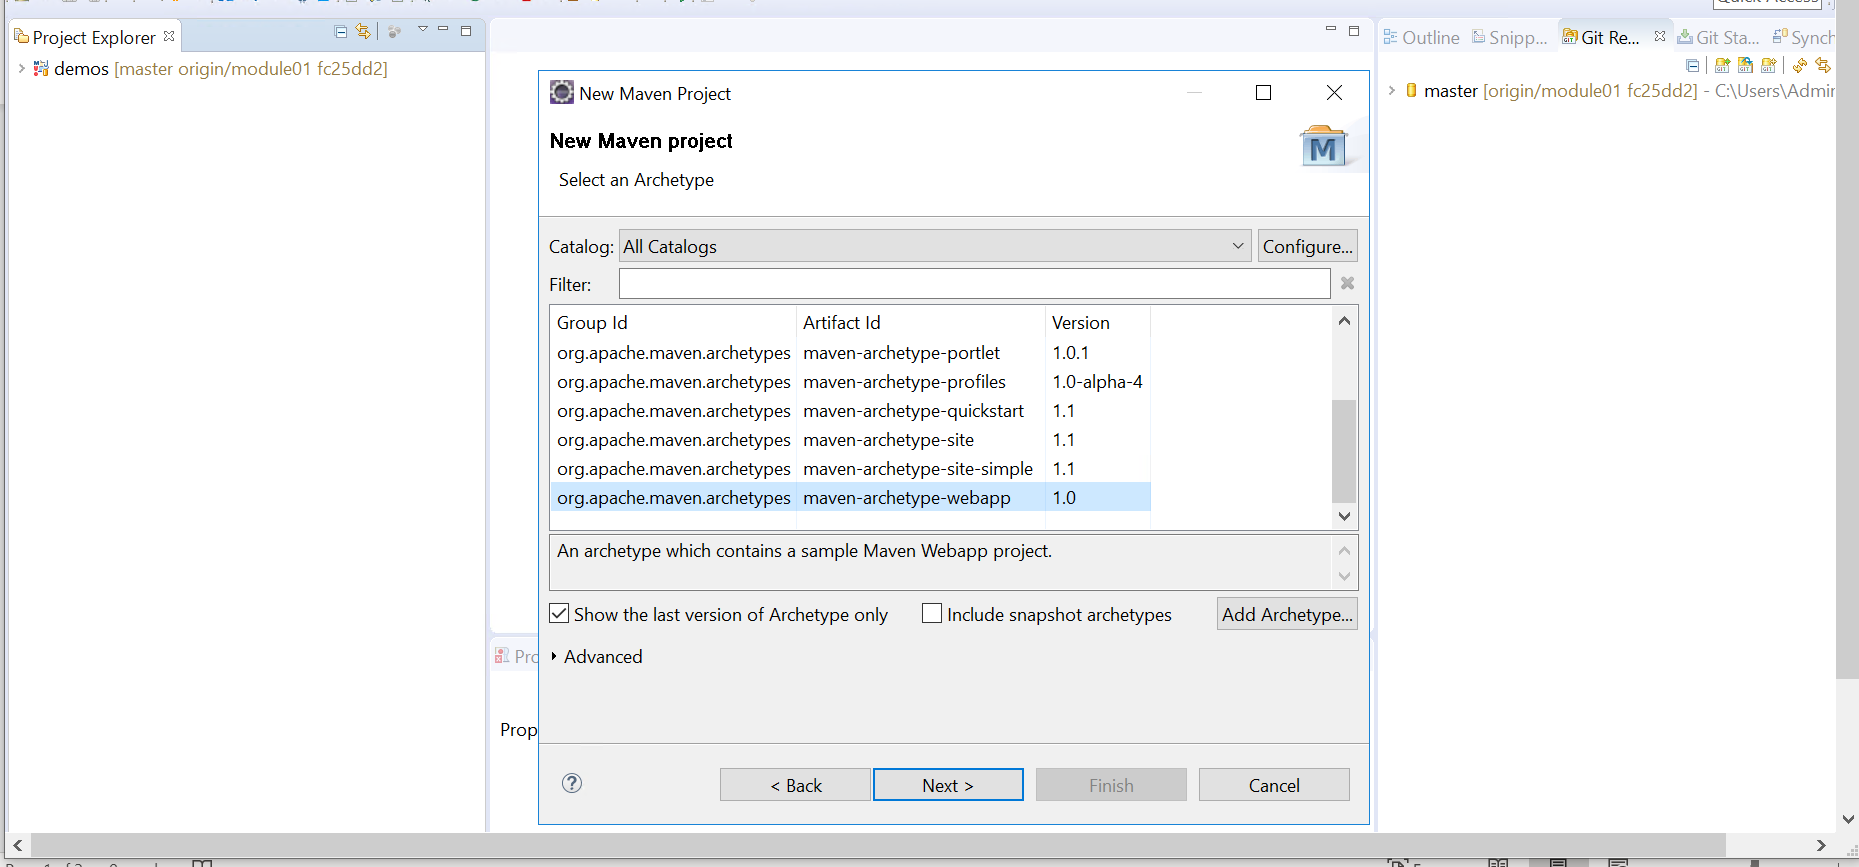 Quick Access
Project Explorer
demos [master origin/module01 fc25dd2]
Outline
Snipp...
Git Re...
Git Sta...
Synch
master [origin/module01 fc25dd2] - C:\Users\Admir
New Maven Project
New Maven project
Select an Archetype
M
Catalog: All Catalogs Configure...
Filter:
Group Id Artifact Id Version
org.apache.maven.archetypes maven-archetype-portlet 1.0.1
org.apache.maven.archetypes maven-archetype-profiles 1.0-alpha-4
org.apache.maven.archetypes maven-archetype-quickstart 1.1
org.apache.maven.archetypes maven-archetype-site 1.1
org.apache.maven.archetypes maven-archetype-site-simple 1.1
org.apache.maven.archetypes maven-archetype-webapp 1.0
An archetype which contains a sample Maven Webapp project.
Show the last version of Archetype only Include snapshot archetypes Add Archetype...
Advanced
Pro
Prop
< Back Next > Finish Cancel